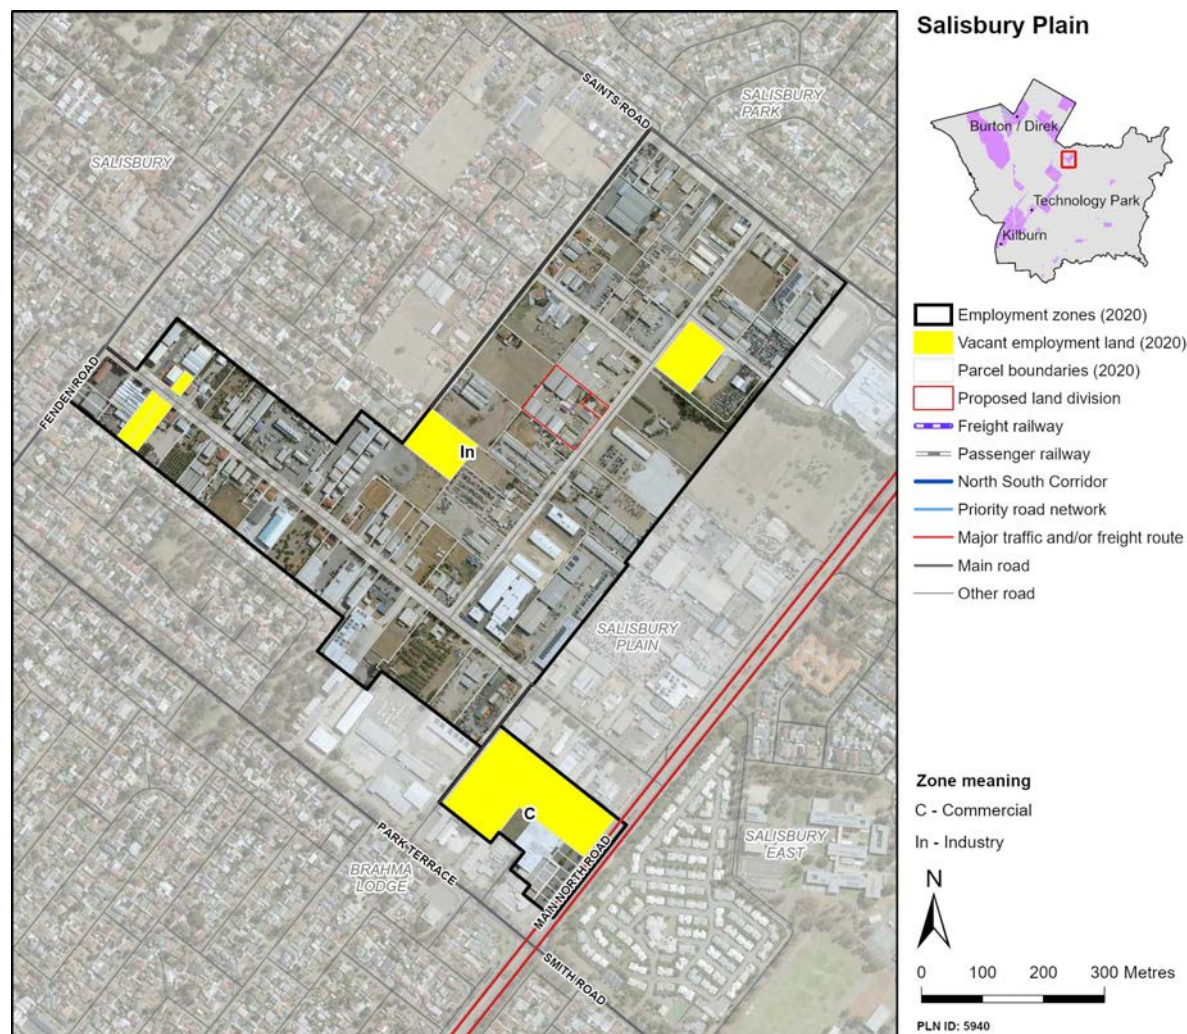 Salisbury Plain
SAINTS ROAD
SALISBURY
PARK
SALISBURY
FENDEN ROAD
In
SALISBURY
PLAIN
C
PARK TERRACE
BRAHMA
LODGE
MAIN NORTH ROAD
SALISBURY
EAST
SMITH ROAD
Burton / Direk
Technology Park
Kilburn
Employment zones (2020)
Vacant employment land (2020)
Parcel boundaries (2020)
Proposed land division
Freight railway
Passenger railway
North South Corridor
Priority road network
Major traffic and/or freight route
Main road
Other road
Zone meaning
C - Commercial
In - Industry
N
0 100 200 300 Metres
PLN ID: 5940